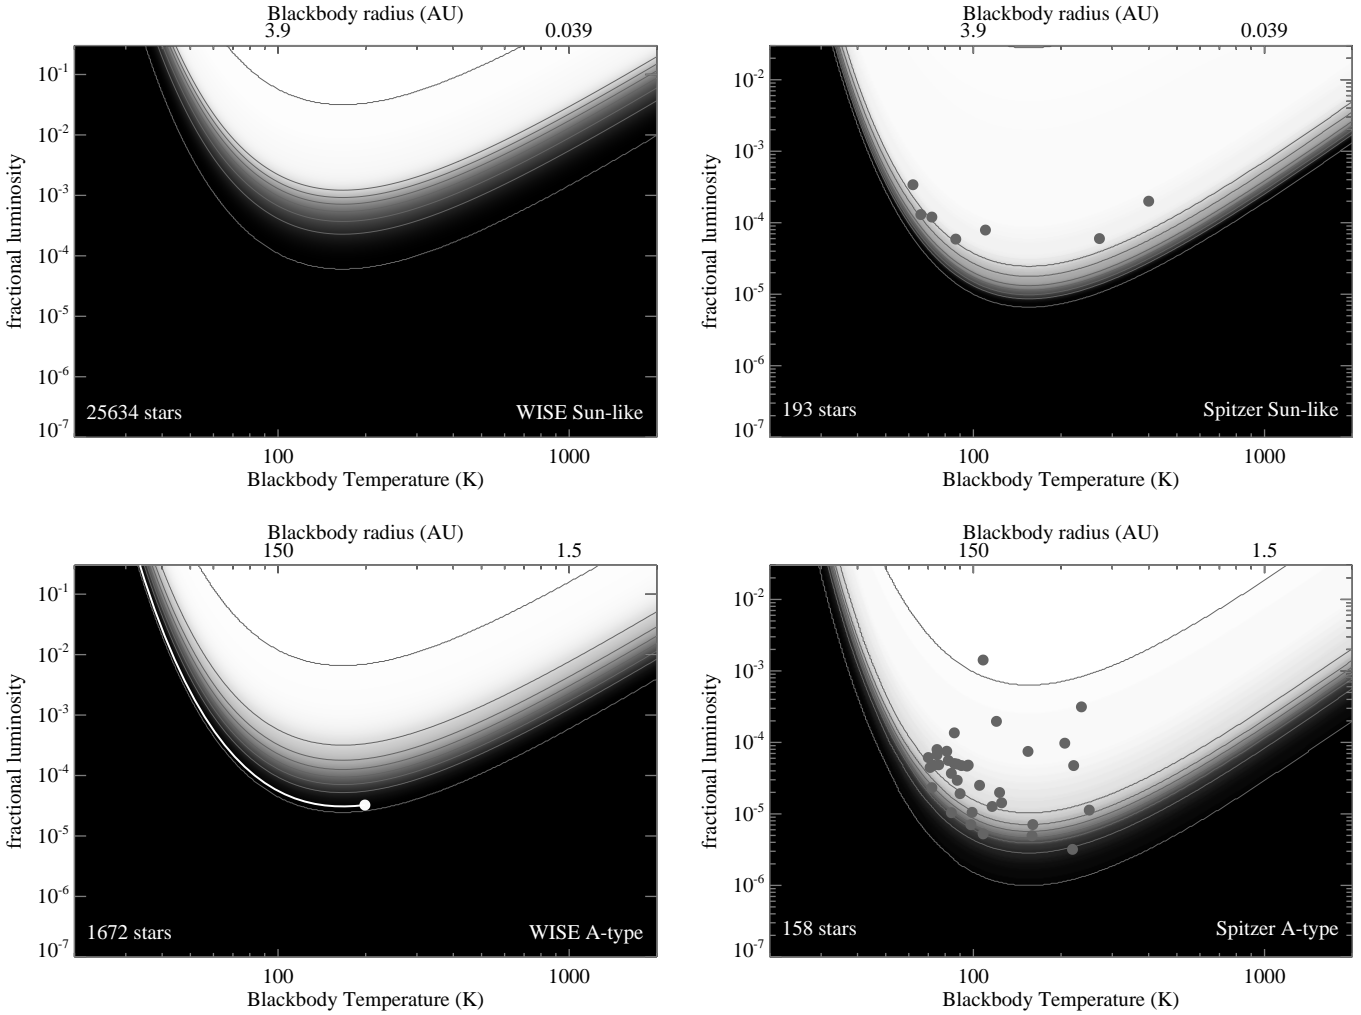 Blackbody radius (AU)
3.9 0.039
fractional luminosity
10-1
10-2
10-3
10-4
10-5
10-6
10-7
25634 stars
WISE Sun-like
100 1000
Blackbody Temperature (K)
Blackbody radius (AU)
3.9 0.039
fractional luminosity
10-2
10-3
10-4
10-5
10-6
10-7
193 stars
Spitzer Sun-like
100 1000
Blackbody Temperature (K)
Blackbody radius (AU)
150 1.5
fractional luminosity
10-1
10-2
10-3
10-4
10-5
10-6
10-7
1672 stars
WISE A-type
100 1000
Blackbody Temperature (K)
Blackbody radius (AU)
150 1.5
fractional luminosity
10-2
10-3
10-4
10-5
10-6
10-7
158 stars
Spitzer A-type
100 1000
Blackbody Temperature (K)